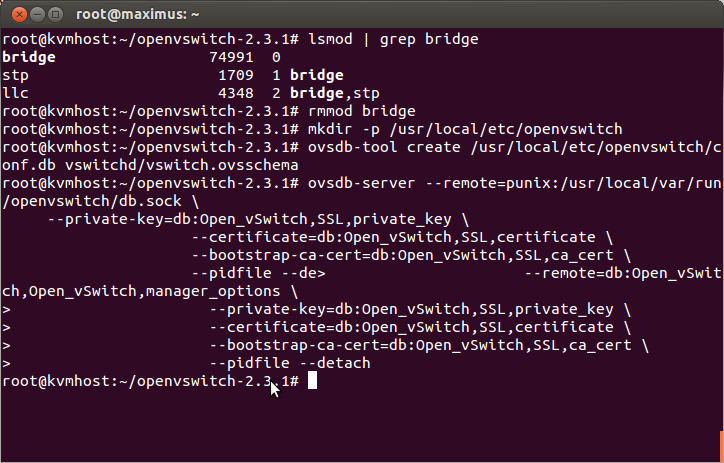 root@maximus: ~
root@kvmhost:~/openvswitch-2.3.1# lsmod | grep bridge
bridge                 74991  0
stp                     1709  1 bridge
llc                     4348  2 bridge,stp
root@kvmhost:~/openvswitch-2.3.1# rmmod bridge
root@kvmhost:~/openvswitch-2.3.1# mkdir -p /usr/local/etc/openvswitch
root@kvmhost:~/openvswitch-2.3.1# ovsdb-tool create /usr/local/etc/openvswitch/c
onf.db vswitchd/vswitch.ovsschema
root@kvmhost:~/openvswitch-2.3.1# ovsdb-server --remote=punix:/usr/local/var/run
/openvswitch/db.sock \
     --private-key=db:Open_vSwitch,SSL,private_key \
                     --certificate=db:Open_vSwitch,SSL,certificate \
                     --bootstrap-ca-cert=db:Open_vSwitch,SSL,ca_cert \
                     --pidfile --de>                      --remote=db:Open_vSwit
ch,Open_vSwitch,manager_options \
>                      --private-key=db:Open_vSwitch,SSL,private_key \
>                      --certificate=db:Open_vSwitch,SSL,certificate \
>                      --bootstrap-ca-cert=db:Open_vSwitch,SSL,ca_cert \
>                      --pidfile --detach
root@kvmhost:~/openvswitch-2.3.1#